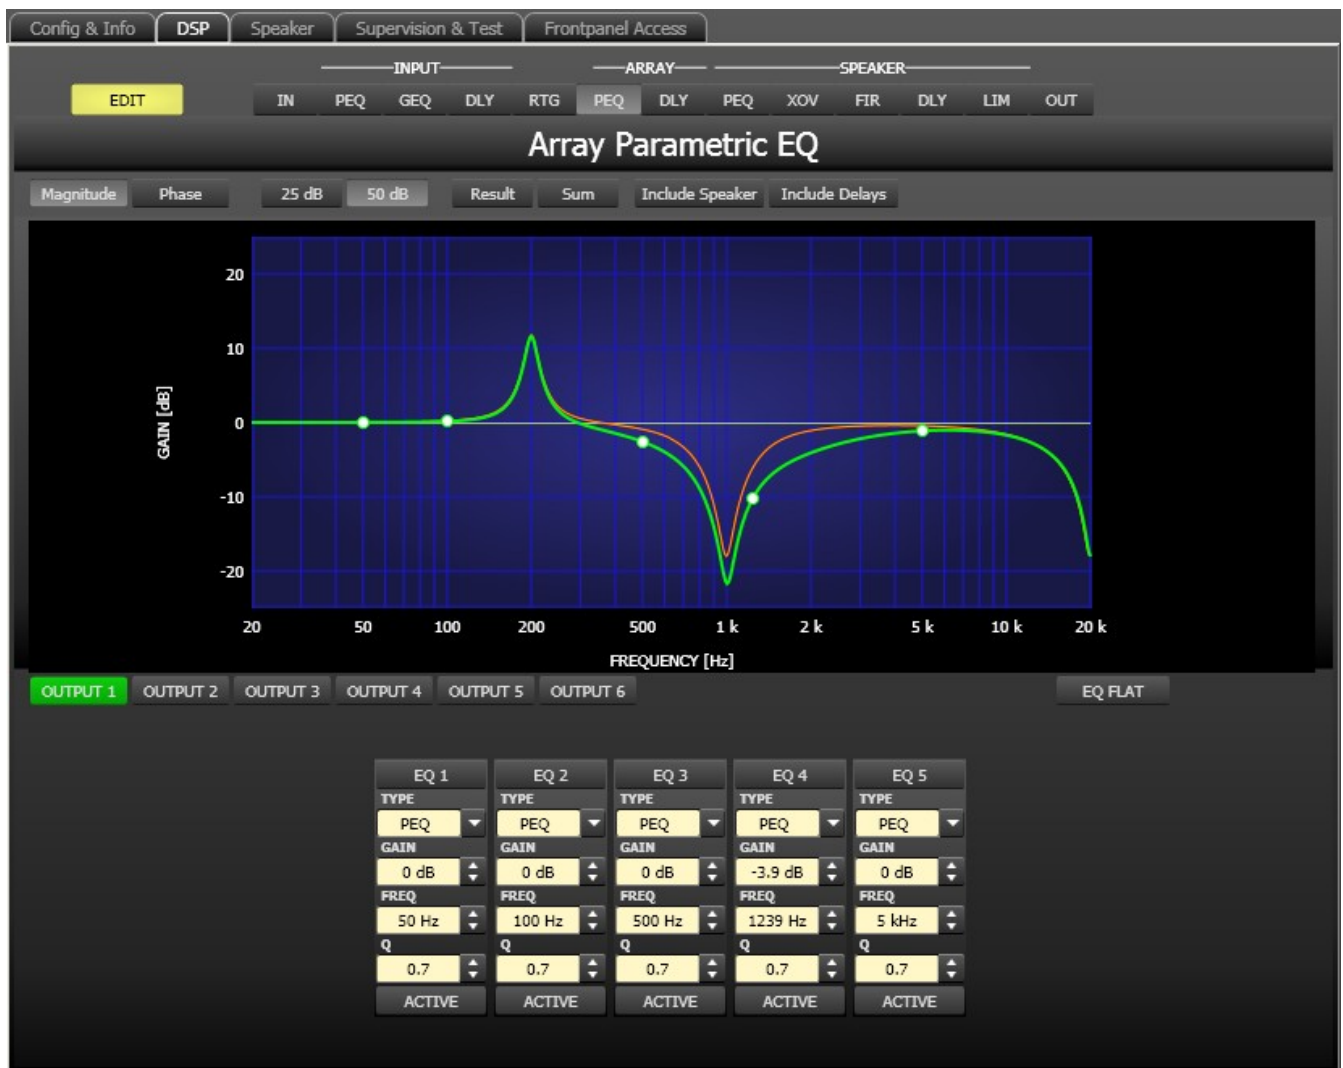 Config & Info DSP Speaker Supervision & Test Frontpanel Access
INPUT ARRAY SPEAKER
EDIT IN PEQ GEQ DLY RTG PEQ DLY PEQ XOV FIR DLY LIM OUT
Array Parametric EQ
Magnitude Phase 25 dB 50 dB Result Sum Include Speaker Include Delays
20
10
0
-10
-20
GAIN [dB]
20 50 100 200 500 1 k 2 k 5 k 10 k 20 k
FREQUENCY [Hz]
OUTPUT 1 OUTPUT 2 OUTPUT 3 OUTPUT 4 OUTPUT 5 OUTPUT 6 EQ FLAT
EQ 1 EQ 2 EQ 3 EQ 4 EQ 5
TYPE TYPE TYPE TYPE TYPE
PEQ PEQ PEQ PEQ PEQ
GAIN GAIN GAIN GAIN GAIN
0 dB 0 dB 0 dB -3.9 dB 0 dB
FREQ FREQ FREQ FREQ FREQ
50 Hz 100 Hz 500 Hz 1239 Hz 5 kHz
Q Q Q Q Q
0.7 0.7 0.7 0.7 0.7
ACTIVE ACTIVE ACTIVE ACTIVE ACTIVE